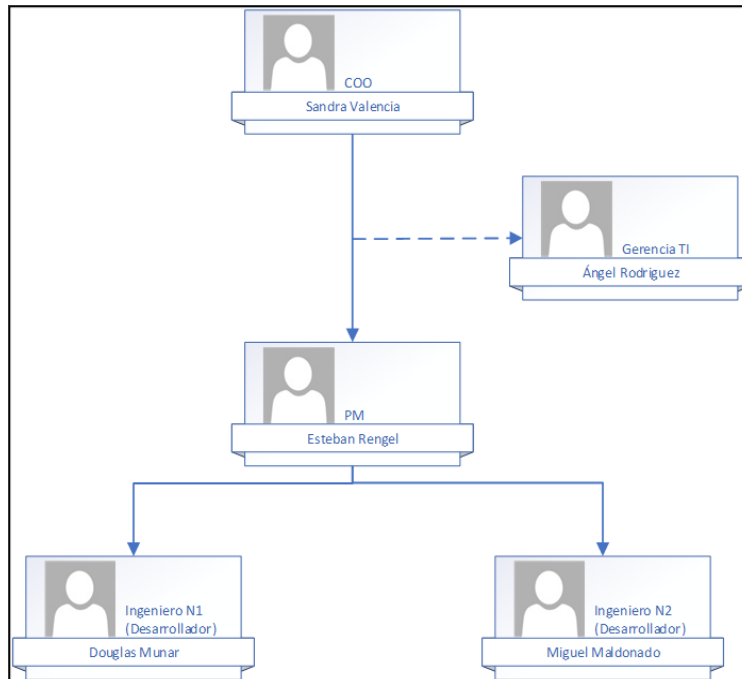 COO
Sandra Valencia
Gerencia TI
Ángel Rodriguez
PM
Esteban Rengel
Ingeniero N1
(Desarrollador)
Douglas Munar
Ingeniero N2
(Desarrollador)
Miguel Maldonado